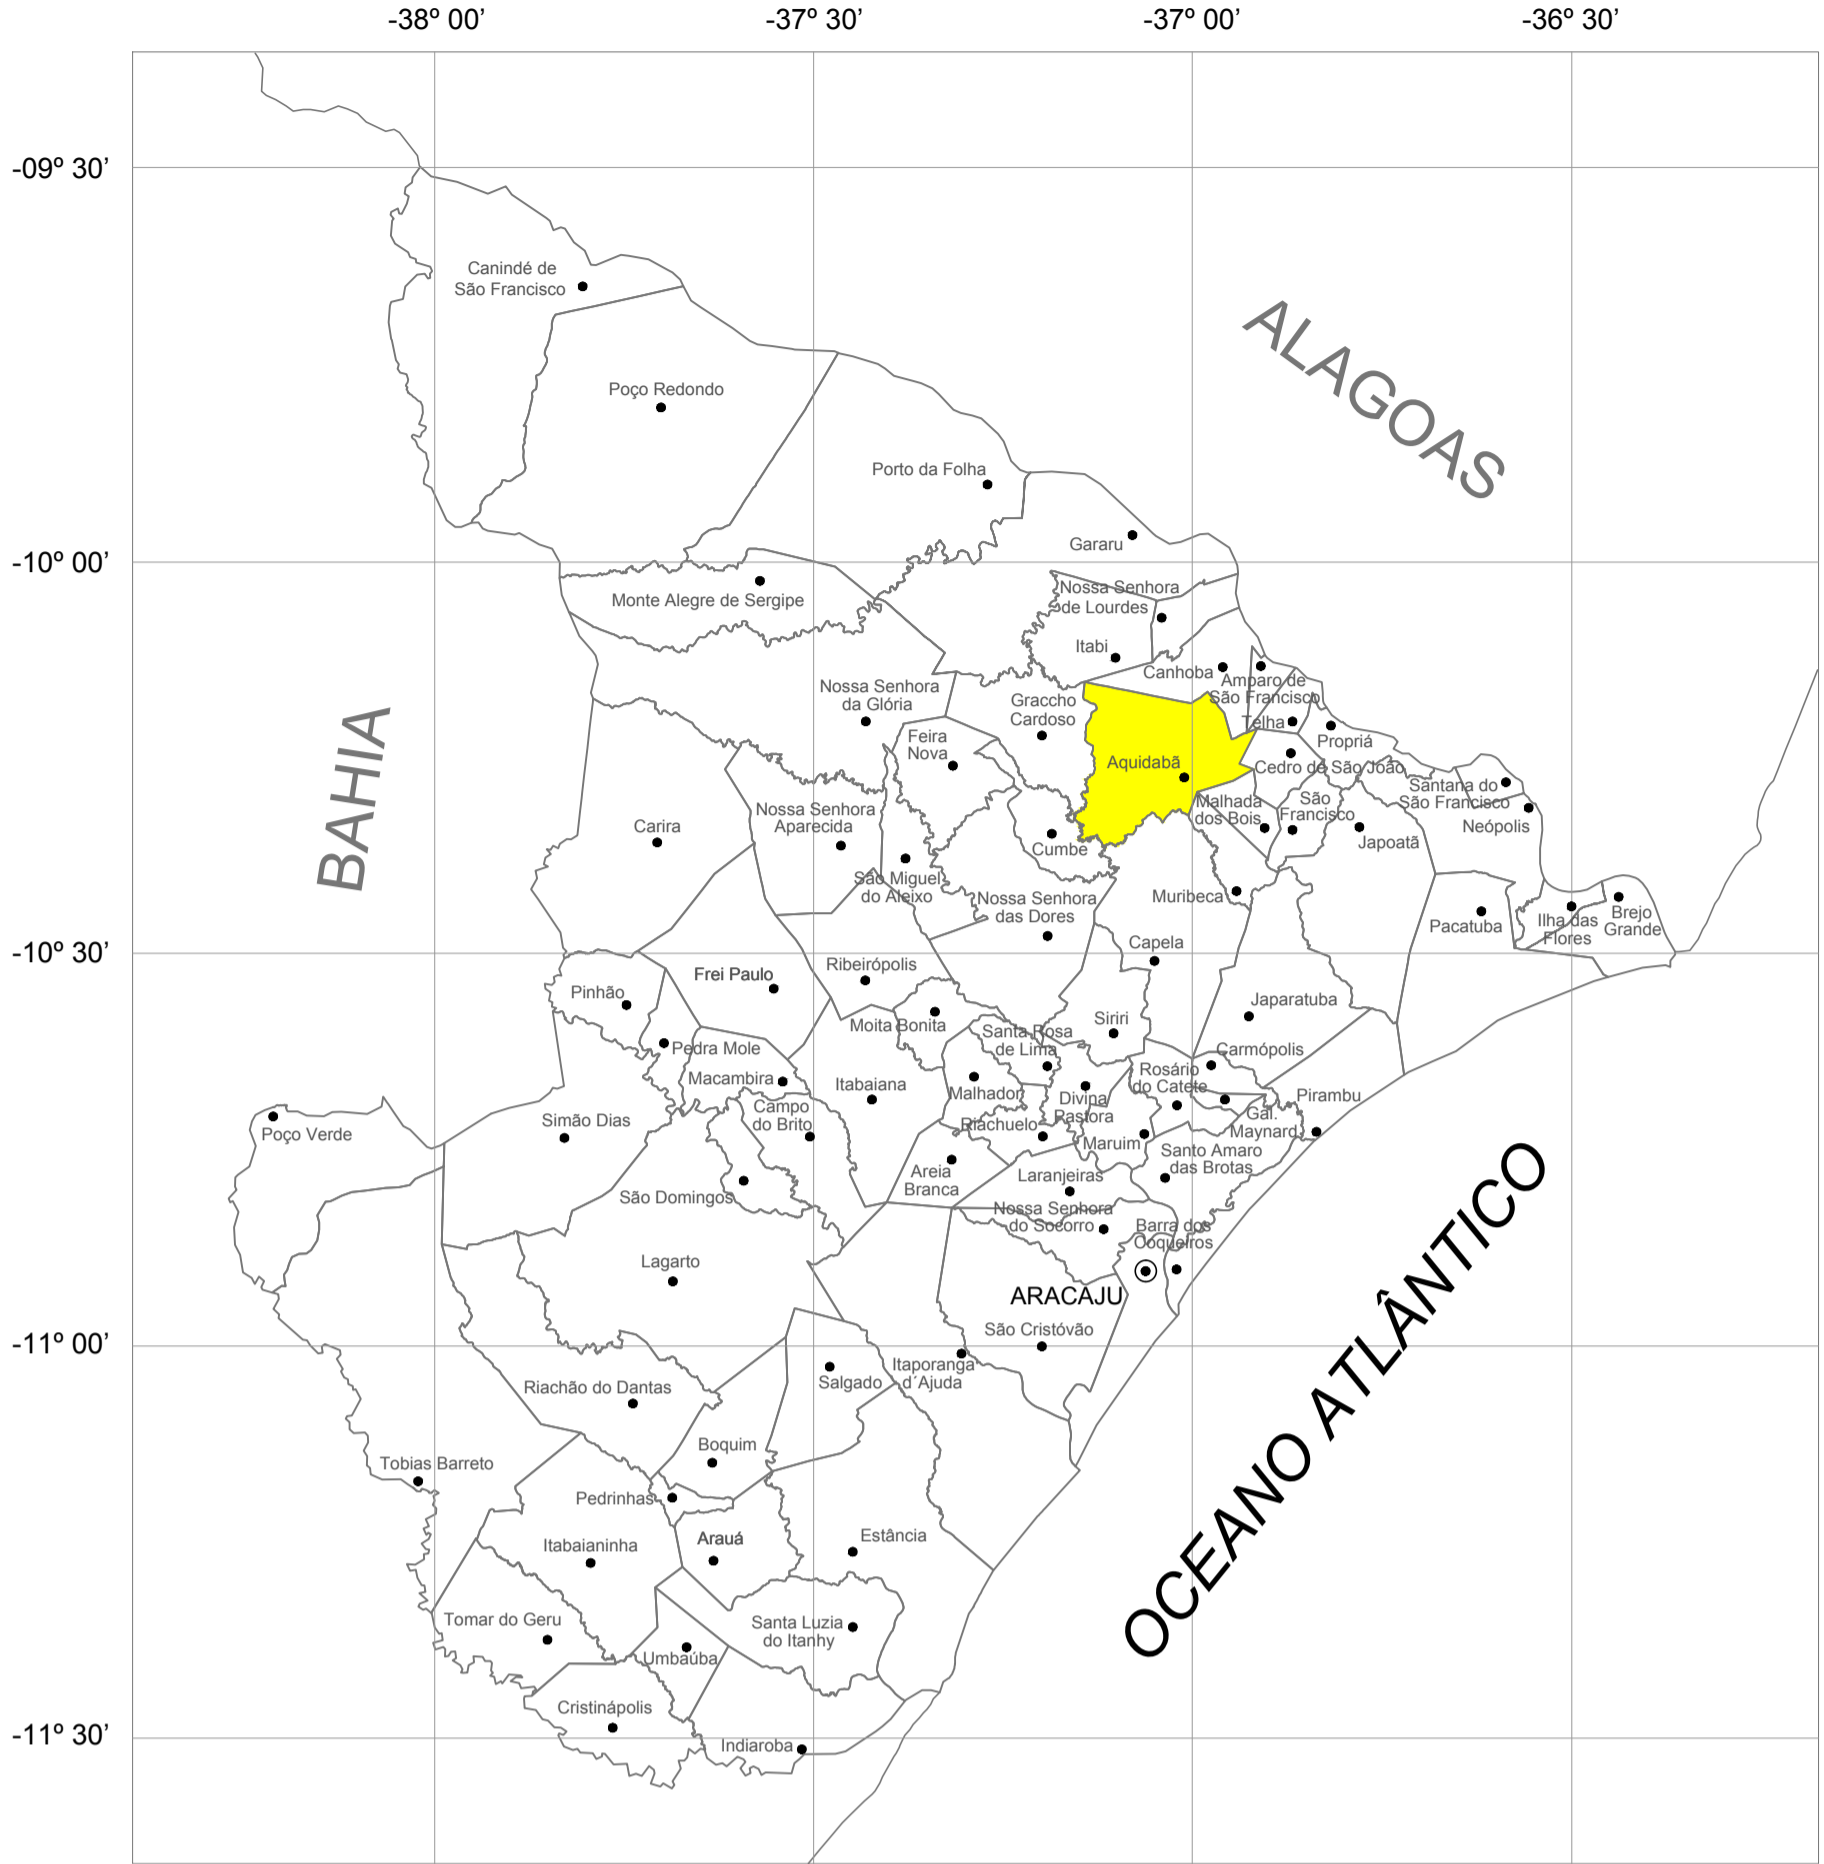 -38º 00’
-37º 30’
-37º 00’
-36º 30’
-09º 30’
-10º 00’
-10º 30’
-11º 00’
-11º 30’
BAHIA
ALAGOAS
OCEANO ATLÂNTICO
Canindé de
São Francisco
Poço Redondo
Porto da Folha
Gararu
Monte Alegre de Sergipe
Nossa Senhora
de Lourdes
Itabi
Canhoba
Amparo de
São Francisco
Nossa Senhora
da Glória
Graccho
Cardoso
Telha
Propriá
Feira
Nova
Aquidabã
Cedro de São João
Santana do
São Francisco
Neópolis
Malhada
dos Bois
São
Francisco
Japoatã
Carira
Nossa Senhora
Aparecida
Cumbe
São Miguel
do Aleixo
Nossa Senhora
das Dores
Muribeca
Pacatuba
Ilha das
Flores
Brejo
Grande
Capela
Ribeirópolis
Frei Paulo
Pinhão
Japaratuba
Moita Bonita
Santa Rosa
de Lima
Siriri
Pedra Mole
Carmópolis
Macambira
Itabaiana
Malhador
Divina
Pastora
Rosário
do Catete
Pirambu
Gal.
Maynard
Poço Verde
Simão Dias
Campo
do Brito
Riachuelo
Maruim
Santo Amaro
das Brotas
Areia
Branca
Laranjeiras
São Domingos
Nossa Senhora
do Socorro
Barra dos
Coqueiros
Lagarto
ARACAJU
São Cristóvão
Itaporanga
d´Ajuda
Salgado
Riachão do Dantas
Boquim
Tobias Barreto
Pedrinhas
Arauá
Estância
Itabaianinha
Tomar do Geru
Santa Luzia
do Itanhy
Umbaúba
Cristinápolis
Indiaroba